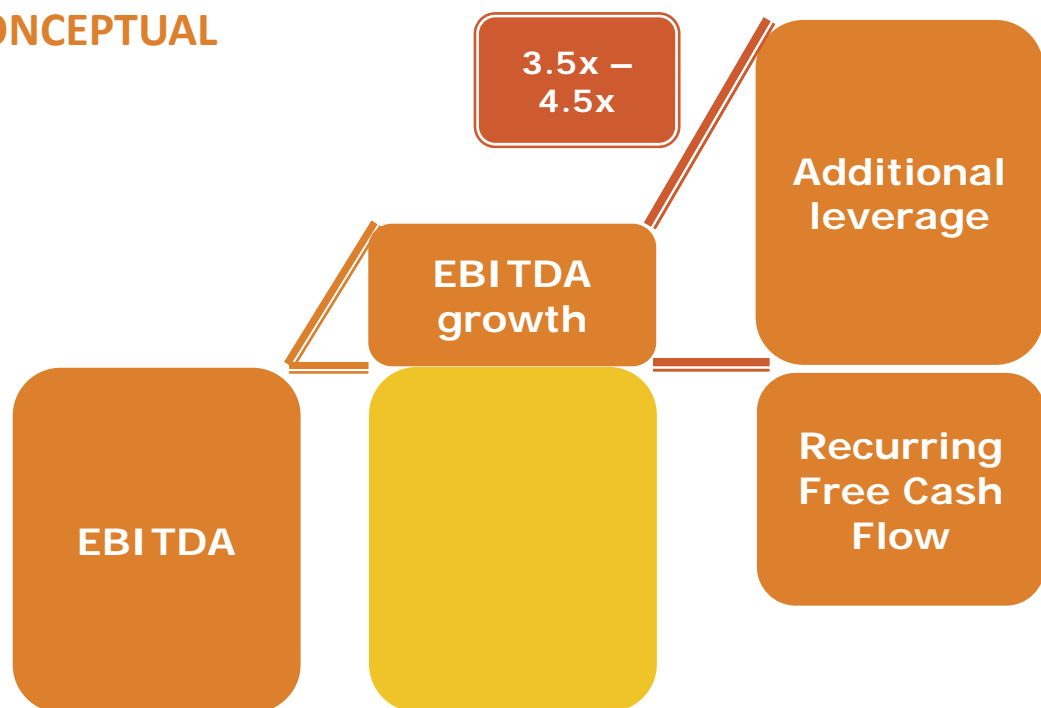 ONCEPTUAL
3.5x –
4.5x
Additional
leverage
EBITDA
growth
Recurring
Free Cash
Flow
EBITDA